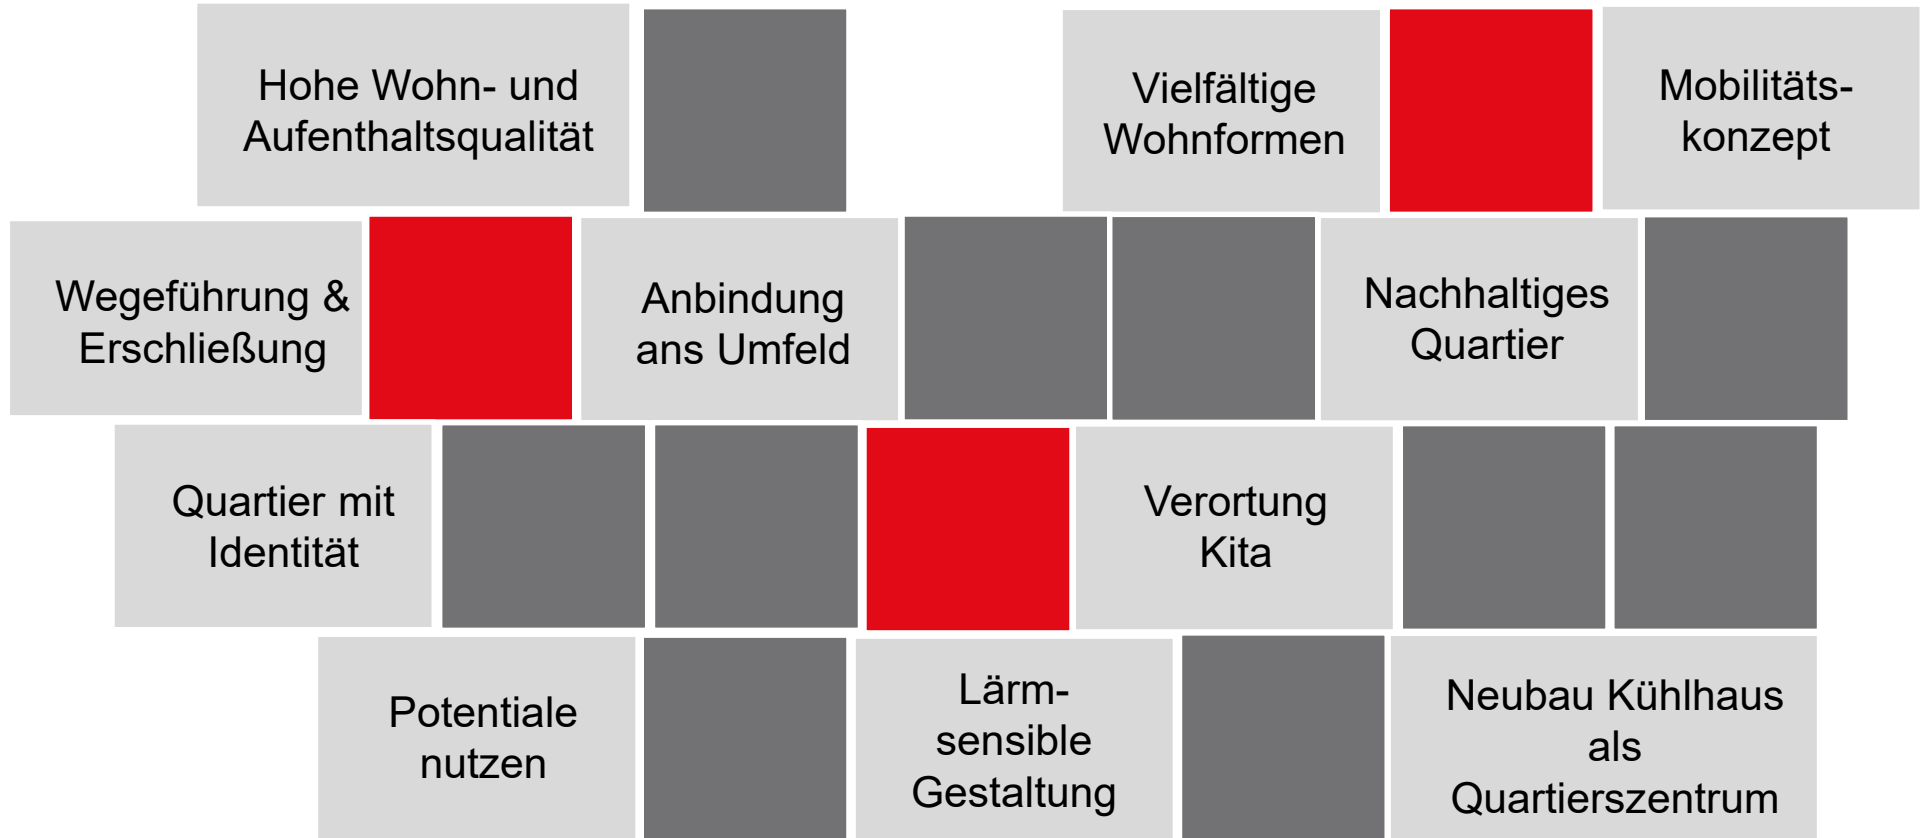 Hohe Wohn- und
Aufenthaltsqualität
Vielfältige
Wohnformen
Mobilitäts-
konzept
Wegeführung &
Erschließung
Anbindung
ans Umfeld
Nachhaltiges
Quartier
Quartier mit
Identität
Verortung
Kita
Potentiale
nutzen
Lärm-
sensible
Gestaltung
Neubau Kühlhaus
als
Quartierszentrum